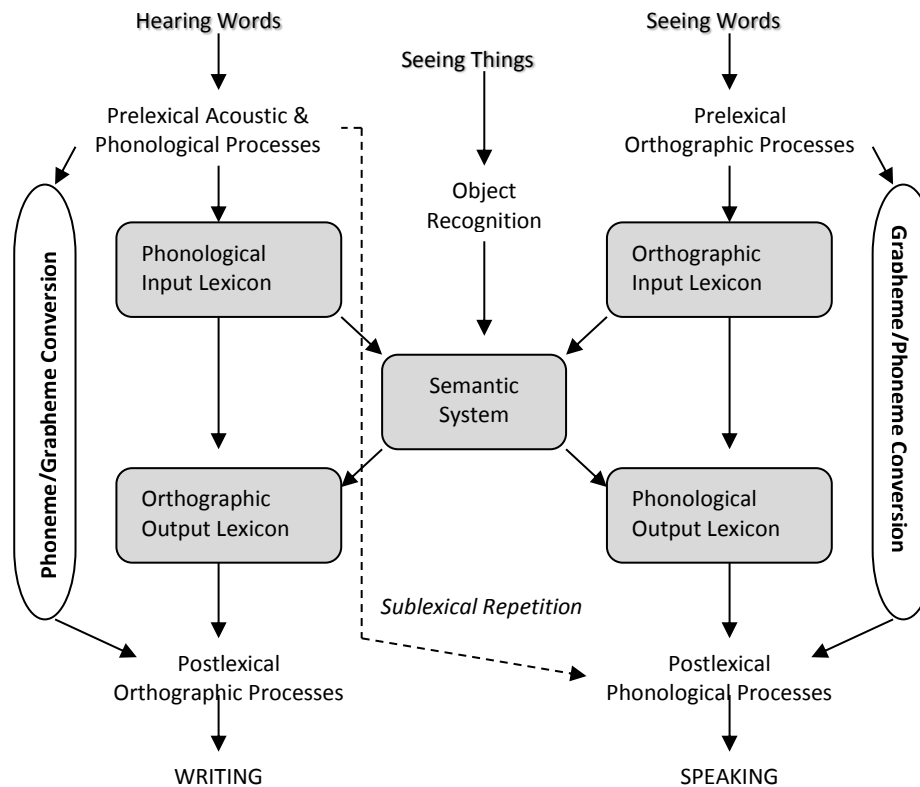 Hearing Words
Seeing Things
Seeing Words
Prelexical Acoustic &
Phonological Processes
Prelexical
Orthographic Processes
Object
Recognition
Phoneme/Grapheme Conversion
Phonological
Input Lexicon
Orthographic
Input Lexicon
Grapheme/Phoneme Conversion
Semantic
System
Orthographic
Output Lexicon
Phonological
Output Lexicon
Sublexical Repetition
Postlexical
Orthographic Processes
Postlexical
Phonological Processes
WRITING
SPEAKING